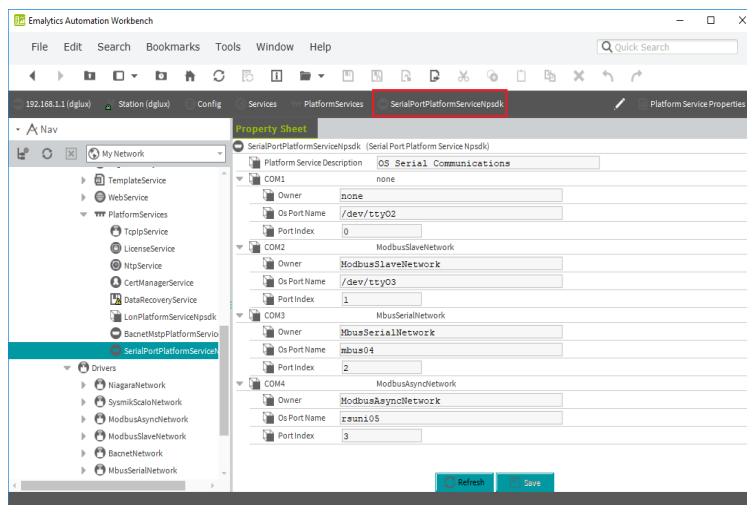 Emalytics Automation Workbench
File Edit Search Bookmarks Tools Window Help
Quick Search
192.168.1.1 (dglux) Station (dglux) Config Services PlatformServices SerialPortPlatformServiceNpsdk Platform Service Properties
Nav
My Network
TemplateService
WebService
PlatformServices
TcpIpService
LicenseService
NtpService
CertManagerService
DataRecoveryService
LonPlatformServiceNpsdk
BacnetMstpPlatformServic
SerialPortPlatformServiceN
Drivers
NiagaraNetwork
SysmikScaloNetwork
ModbusAsyncNetwork
ModbusSlaveNetwork
BacnetNetwork
MbusSerialNetwork
Property Sheet
SerialPortPlatformServiceNpsdk (Serial Port Platform Service Npsdk)
Platform Service Description OS Serial Communications
COM1 none
Owner none
Os Port Name /dev/ttyO2
Port Index 0
COM2 ModbusSlaveNetwork
Owner ModbusSlaveNetwork
Os Port Name /dev/ttyO3
Port Index 1
COM3 MbusSerialNetwork
Owner MbusSerialNetwork
Os Port Name mbus04
Port Index 2
COM4 ModbusAsyncNetwork
Owner ModbusAsyncNetwork
Os Port Name rsuni05
Port Index 3
Refresh Save